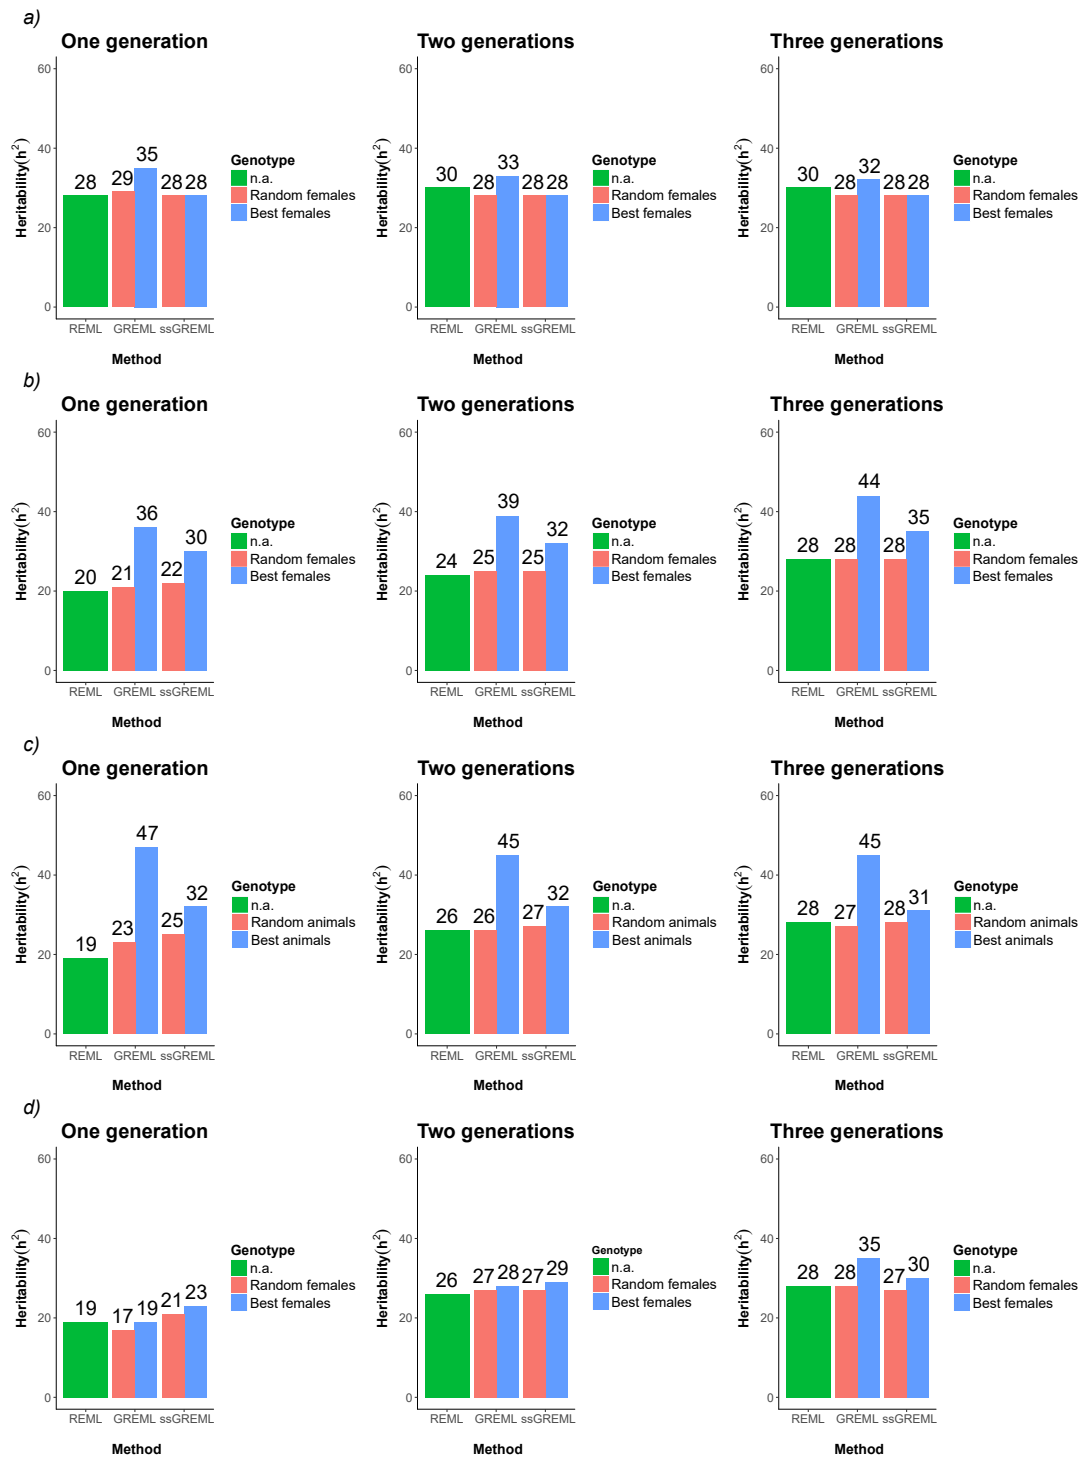 a)
One generation
Heritability(h²)
60
40
20
0
28
29
35
28
28
REML
GREML
ssGREML
Method
Genotype
n.a.
Random females
Best females
Two generations
Heritability(h²)
60
40
20
0
30
28
33
28
28
REML
GREML
ssGREML
Method
Genotype
n.a.
Random females
Best females
Three generations
Heritability(h²)
60
40
20
0
30
28
32
28
28
REML
GREML
ssGREML
Method
Genotype
n.a.
Random females
Best females
b)
One generation
Heritability(h²)
60
40
20
0
20
21
36
22
30
REML
GREML
ssGREML
Method
Genotype
n.a.
Random females
Best females
Two generations
Heritability(h²)
60
40
20
0
24
25
39
25
32
REML
GREML
ssGREML
Method
Genotype
n.a.
Random females
Best females
Three generations
Heritability(h²)
60
40
20
0
28
28
44
28
35
REML
GREML
ssGREML
Method
Genotype
n.a.
Random females
Best females
c)
One generation
Heritability(h²)
60
40
20
0
19
23
47
25
32
REML
GREML
ssGREML
Method
Genotype
n.a.
Random animals
Best animals
Two generations
Heritability(h²)
60
40
20
0
26
26
45
27
32
REML
GREML
ssGREML
Method
Genotype
n.a.
Random animals
Best animals
Three generations
Heritability(h²)
60
40
20
0
28
27
45
28
31
REML
GREML
ssGREML
Method
Genotype
n.a.
Random animals
Best animals
d)
One generation
Heritability(h²)
60
40
20
0
19
17
19
21
23
REML
GREML
ssGREML
Method
Genotype
n.a.
Random females
Best females
Two generations
Heritability(h²)
60
40
20
0
26
27
28
27
29
REML
GREML
ssGREML
Method
Genotype
n.a.
Random females
Best females
Three generations
Heritability(h²)
60
40
20
0
28
28
35
27
30
REML
GREML
ssGREML
Method
Genotype
n.a.
Random females
Best females